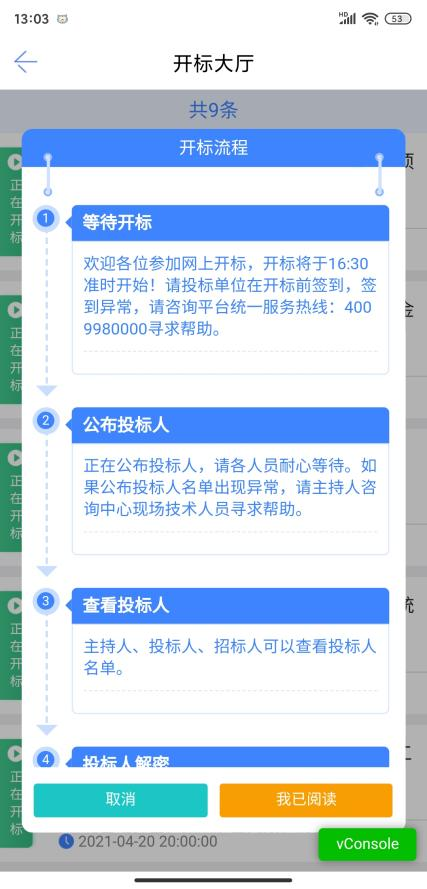 13:03
HD
53
开标大厅
共9条
开标流程
1
等待开标
欢迎各位参加网上开标，开标将于16:30
准时开始！请投标单位在开标前签到，签
到异常，请咨询平台统一服务热线：400
9980000寻求帮助。
2
公布投标人
正在公布投标人，请各人员耐心等待。如
果公布投标人名单出现异常，请主持人咨
询中心现场技术人员寻求帮助。
3
查看投标人
主持人、投标人、招标人可以查看投标人
名单。
4
投标人解密
取消
我已阅读
2021-04-20 20:00:00
vConsole
正在开标
正在开标
正在开标
正在开标
正在开标